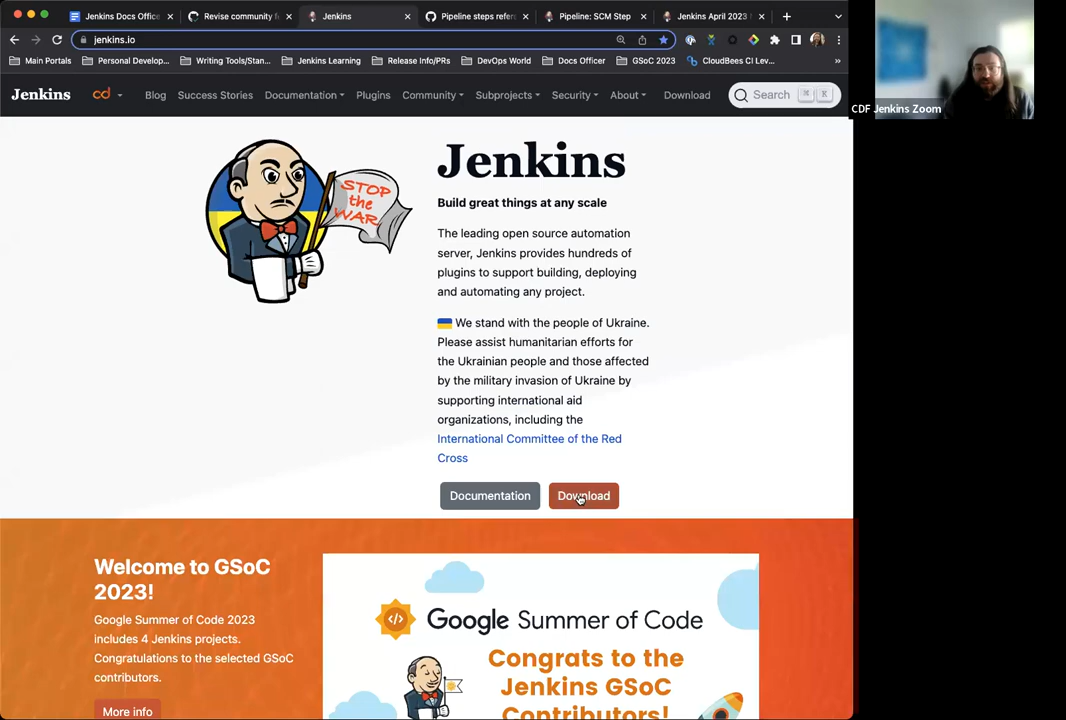 Jenkins Docs Office
Revise community f
Jenkins
Pipeline steps refer
Pipeline: SCM Step
Jenkins April 2023 N
jenkins.io
Main Portals
Personal Develop...
Writing Tools/Stan...
Jenkins Learning
Release Info/PRs
DevOps World
Docs Officer
GSoC 2023
CloudBees CI Lev...
»
Jenkins
cd
Blog
Success Stories
Documentation
Plugins
Community
Subprojects
Security
About
Download
Search
⌘ K
CDF Jenkins Zoom
STOP
the
WAR
Jenkins
Build great things at any scale
The leading open source automation
server, Jenkins provides hundreds of
plugins to support building, deploying
and automating any project.
We stand with the people of Ukraine.
Please assist humanitarian efforts for
the Ukrainian people and those affected
by the military invasion of Ukraine by
supporting international aid
organizations, including the
International Committee of the Red
Cross
Documentation
Download
Welcome to GSoC
2023!
Google Summer of Code 2023
includes 4 Jenkins projects.
Congratulations to the selected GSoC
contributors.
More info
</> Google Summer of Code
Congrats to the
Jenkins GSoC
Contributors!